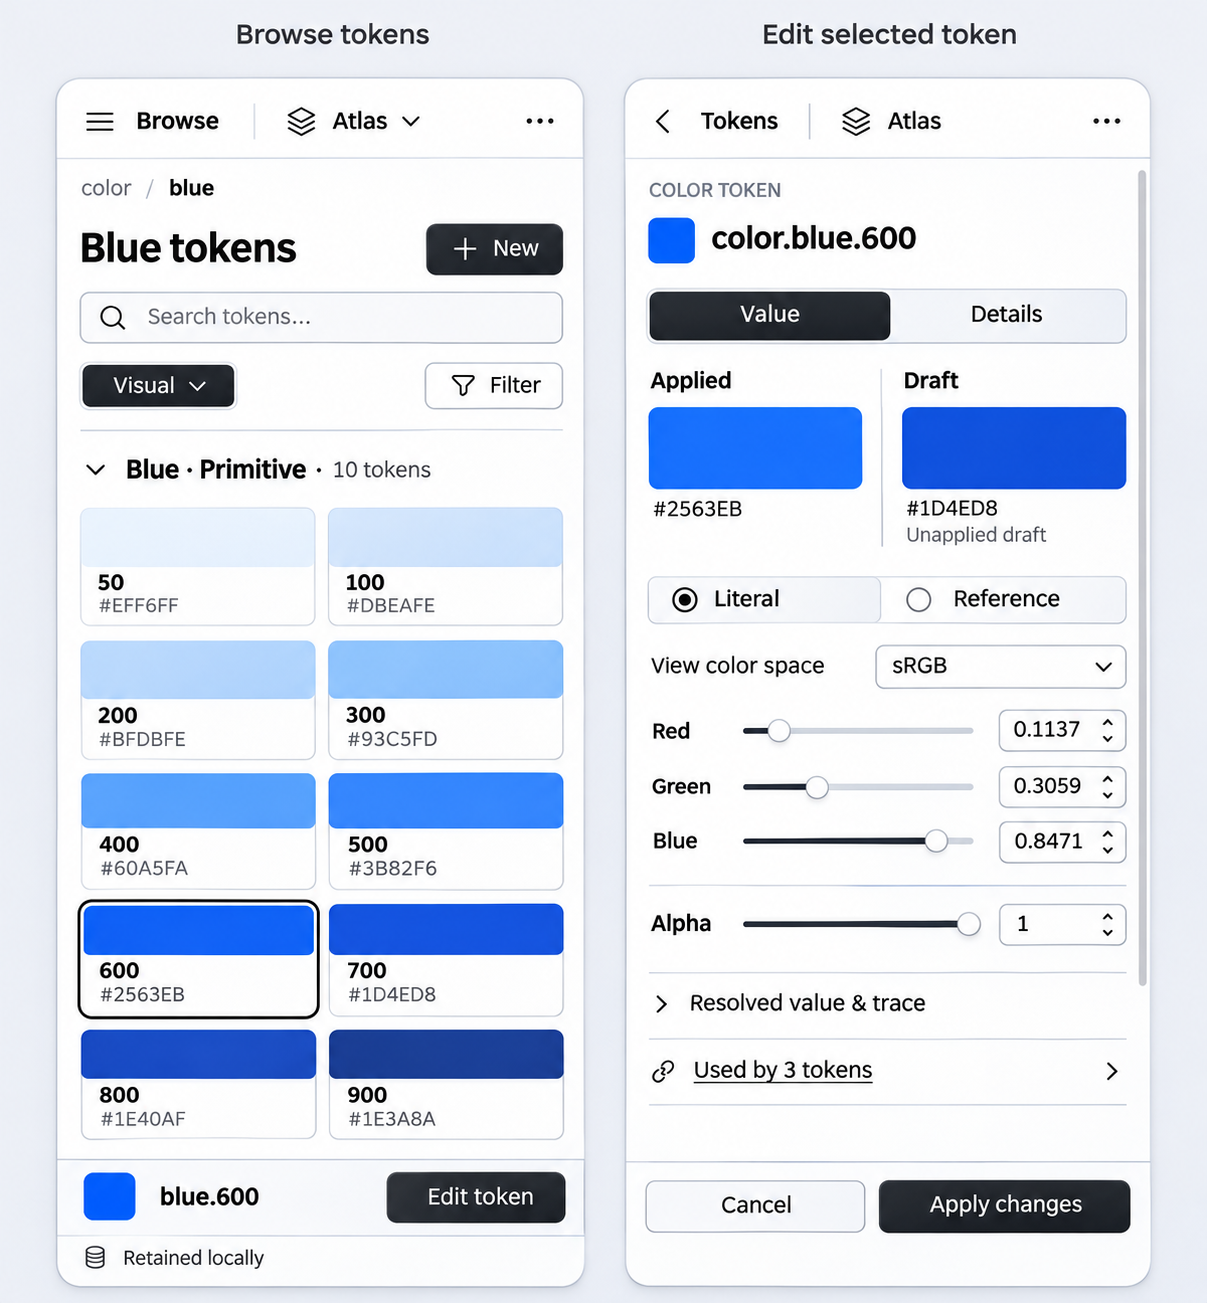 Browse tokens
Browse
Atlas
color / blue
Blue tokens
+ New
Search tokens...
Visual
Filter
Blue · Primitive · 10 tokens
50
#EFF6FF
100
#DBEAFE
200
#BFDBFE
300
#93C5FD
400
#60A5FA
500
#3B82F6
600
#2563EB
700
#1D4ED8
800
#1E40AF
900
#1E3A8A
blue.600
Edit token
Retained locally
Edit selected token
Tokens
Atlas
COLOR TOKEN
color.blue.600
Value
Details
Applied
#2563EB
Draft
#1D4ED8
Unapplied draft
Literal
Reference
View color space
sRGB
Red
0.1137
Green
0.3059
Blue
0.8471
Alpha
1
Resolved value & trace
Used by 3 tokens
Cancel
Apply changes